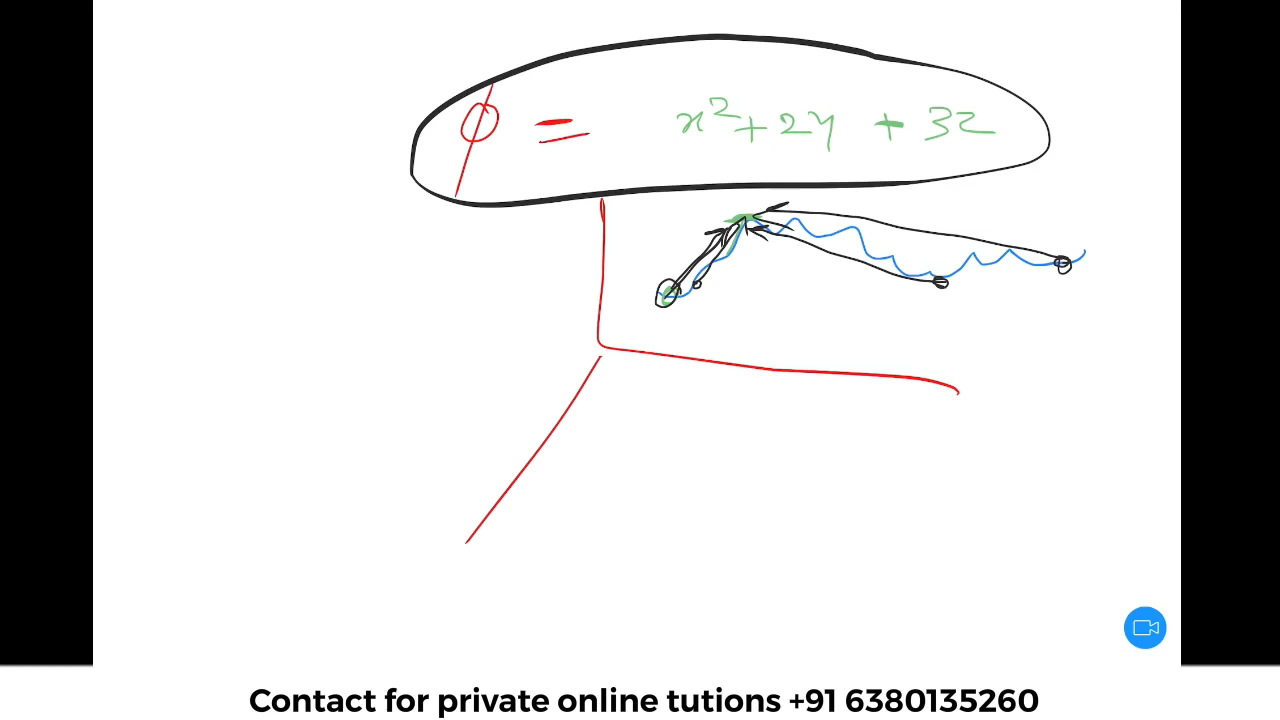 ϕ = x² + 2y + 3z
Contact for private online tutions +91 6380135260